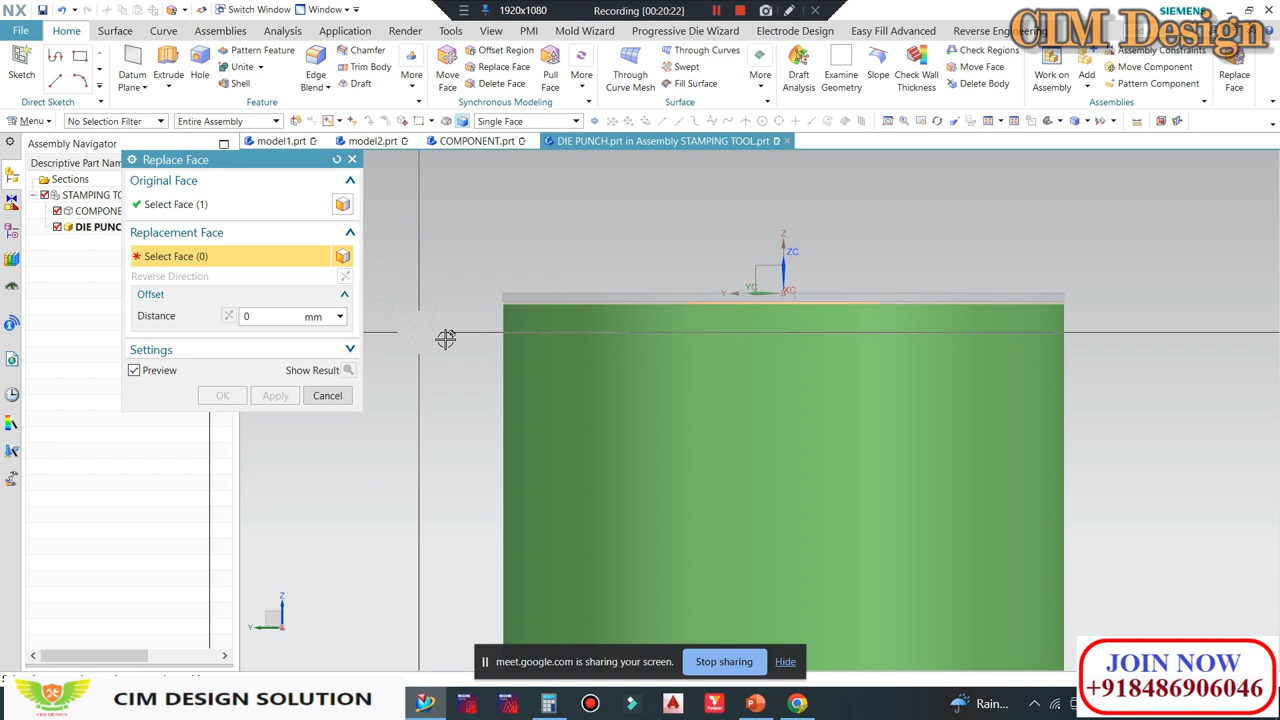 NX
Switch Window
Window
1920x1080
Recording [00:20:22]
SIEMENS
CIM Design
File
Home
Surface
Curve
Assemblies
Analysis
Application
Render
Tools
View
PMI
Mold Wizard
Progressive Die Wizard
Electrode Design
Easy Fill Advanced
Reverse Engineering
Sketch
Datum Plane
Extrude
Hole
Pattern Feature
Unite
Shell
Edge Blend
Chamfer
Trim Body
Draft
More
Move Face
Offset Region
Replace Face
Delete Face
Pull Face
More
Through Curve Mesh
Through Curves
Swept
Fill Surface
More
Draft Analysis
Examine Geometry
Slope
Check Wall Thickness
Check Regions
Move Face
Delete Body
Work on Assembly
Add
Assembly Constraints
Move Component
Pattern Component
Replace Face
Direct Sketch
Feature
Synchronous Modeling
Surface
Assemblies
Menu
No Selection Filter
Entire Assembly
Single Face
Assembly Navigator
model1.prt
model2.prt
COMPONENT.prt
DIE PUNCH.prt in Assembly STAMPING TOOL.prt
Descriptive Part Name
Sections
STAMPING TO
COMPONE
DIE PUNC
Replace Face
Original Face
Select Face (1)
Replacement Face
* Select Face (0)
Reverse Direction
Offset
Distance
0 mm
Settings
Preview
Show Result
OK
Apply
Cancel
Z
ZC
Y
YC
XC
Z
Y
X
meet.google.com is sharing your screen.
Stop sharing
Hide
CIM DESIGN SOLUTION
Rain...
JOIN NOW
+918486906046